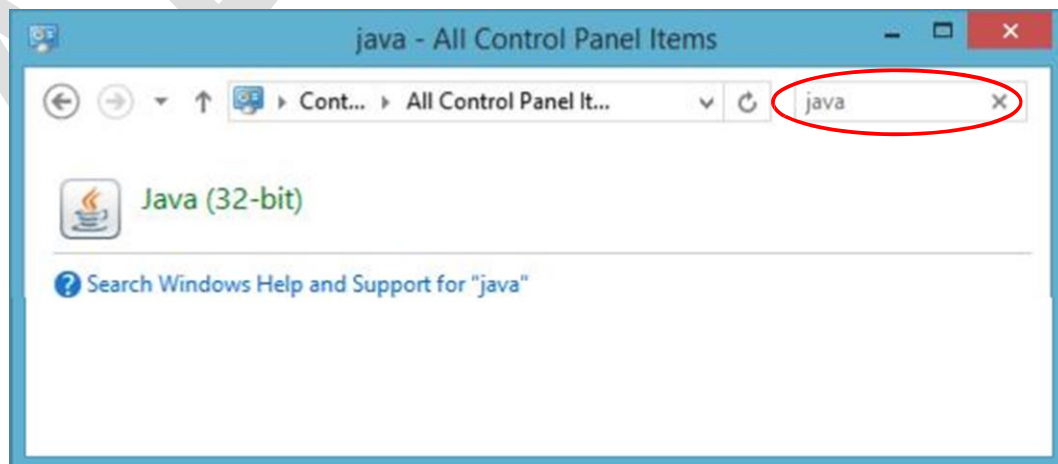 java - All Control Panel Items
Cont... All Control Panel It... java
Java (32-bit)
Search Windows Help and Support for "java"